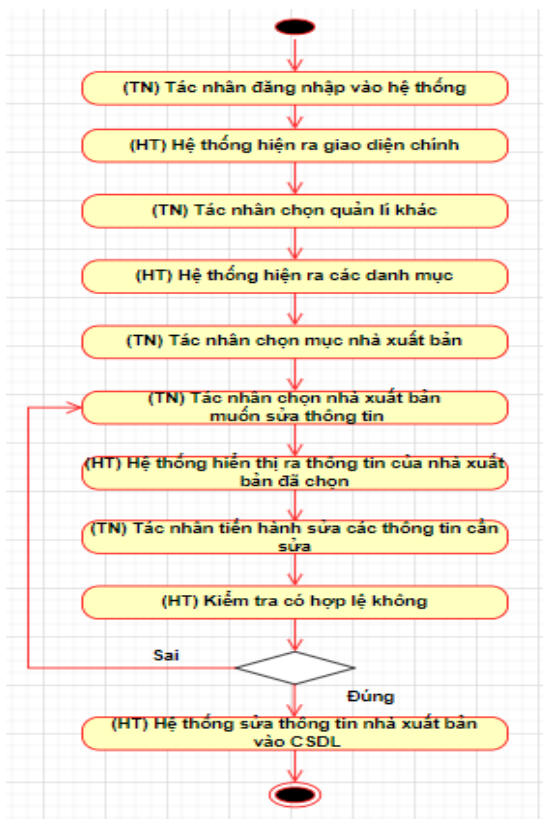 (TN) Tác nhân đăng nhập vào hệ thống
(HT) Hệ thống hiện ra giao diện chính
(TN) Tác nhân chọn quản lí khác
(HT) Hệ thống hiện ra các danh mục
(TN) Tác nhân chọn mục nhà xuất bản
(TN) Tác nhân chọn nhà xuất bản
muốn sửa thông tin
(HT) Hệ thống hiển thị ra thông tin của nhà xuất
bản đã chọn
(TN) Tác nhân tiến hành sửa các thông tin cần
sửa
(HT) Kiểm tra có hợp lệ không
Sai
Đúng
(HT) Hệ thống sửa thông tin nhà xuất bản
vào CSDL